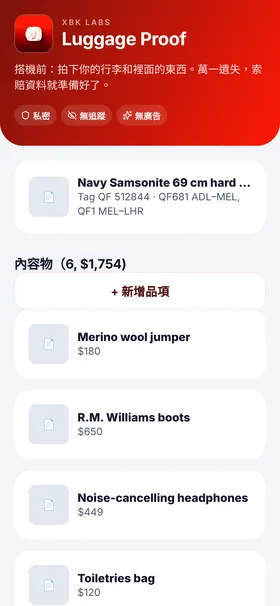 XBK LABS
Luggage Proof
搭機前：拍下你的行李和裡面的東西。萬一遺失，索
賠資料就準備好了。
私密
無追蹤
無廣告
Navy Samsonite 69 cm hard …
Tag QF 512844 · QF681 ADL–MEL,
QF1 MEL–LHR
內容物（6, $1,754）
+ 新增品項
Merino wool jumper
$180
R.M. Williams boots
$650
Noise-cancelling headphones
$449
Toiletries bag
$120